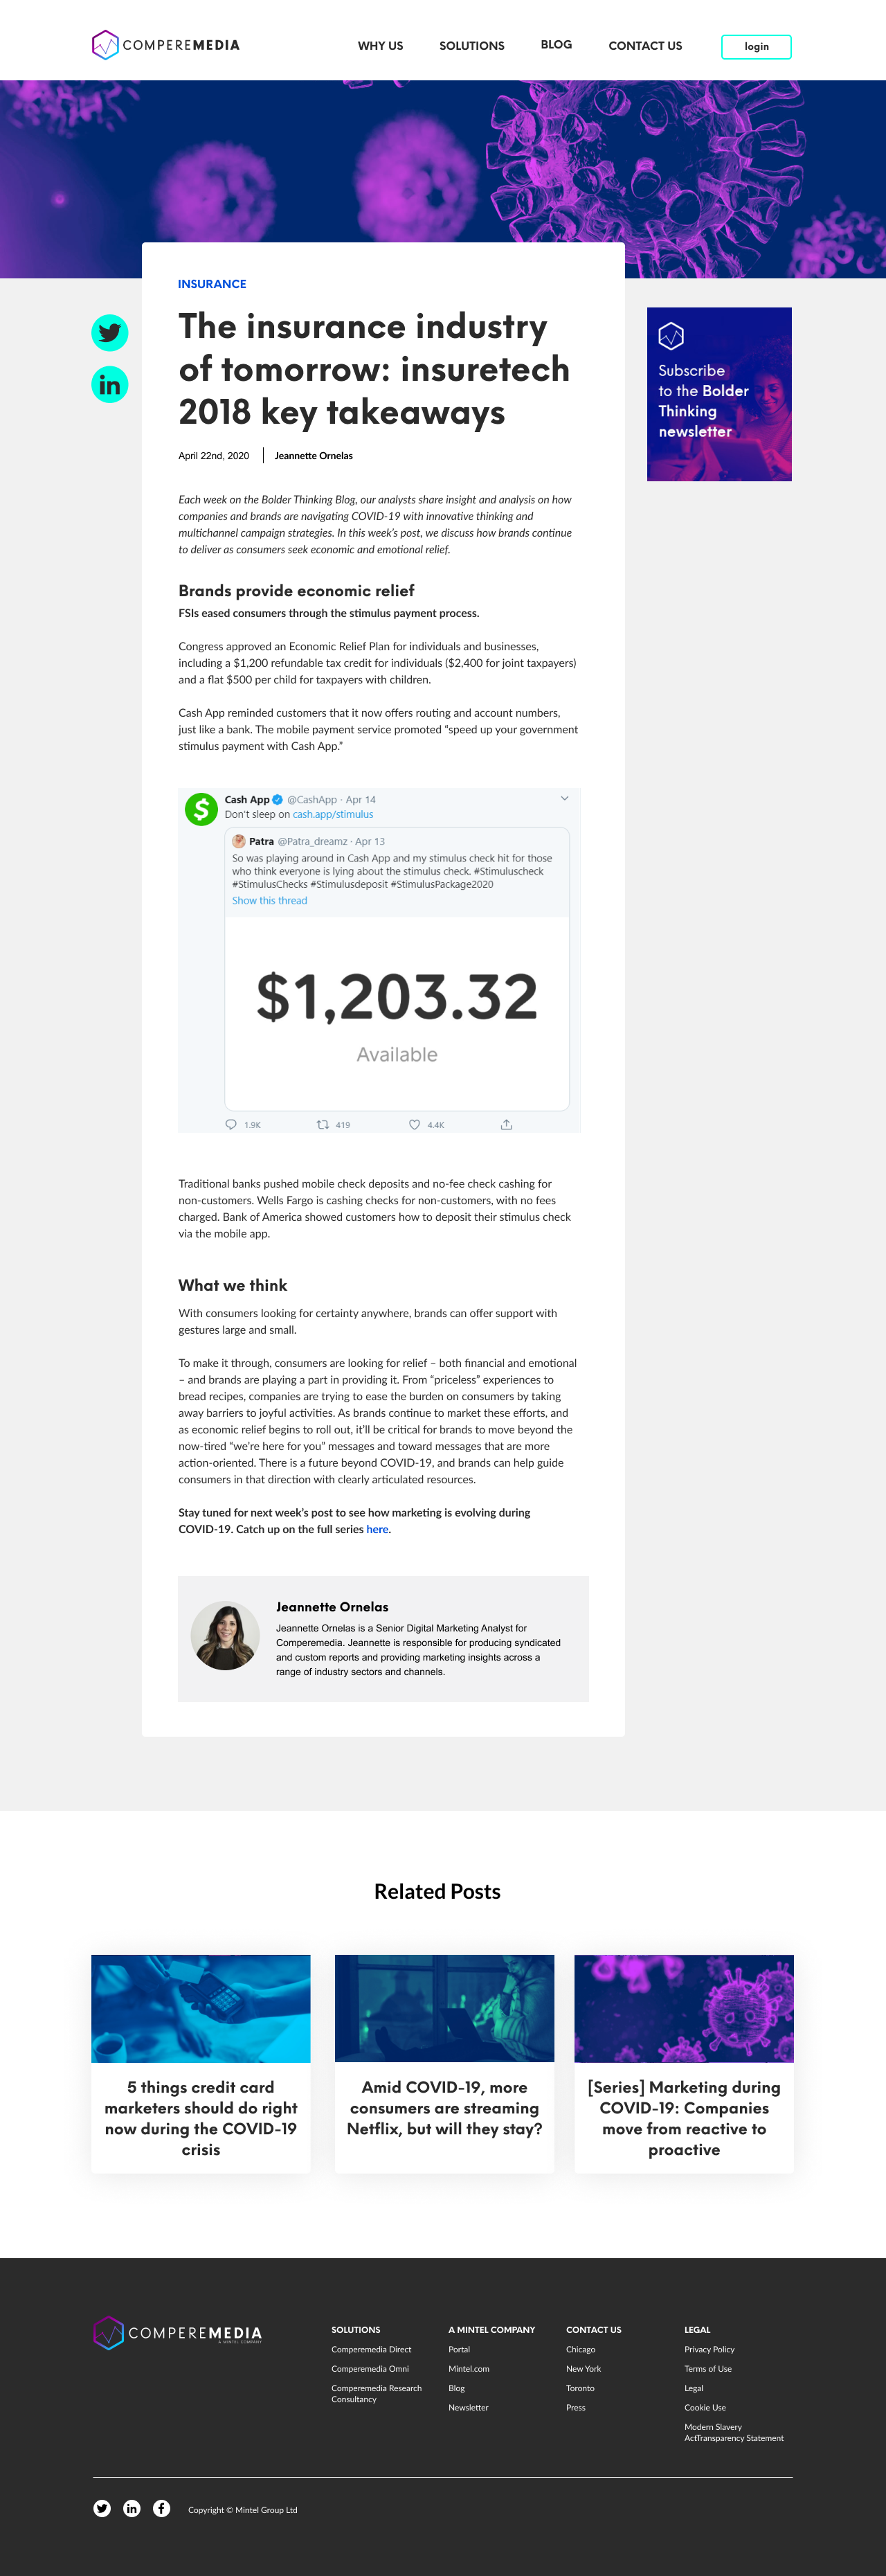 COMPEREMEDIA
WHY US
SOLUTIONS
BLOG
CONTACT US
login
INSURANCE
The insurance industry
of tomorrow: insuretech
2018 key takeaways
April 22nd, 2020
Jeannette Ornelas
Subscribe
to the Bolder
Thinking
newsletter
Each week on the Bolder Thinking Blog, our analysts share insight and analysis on how
companies and brands are navigating COVID-19 with innovative thinking and
multichannel campaign strategies. In this week's post, we discuss how brands continue
to deliver as consumers seek economic and emotional relief.
Brands provide economic relief
FSIs eased consumers through the stimulus payment process.
Congress approved an Economic Relief Plan for individuals and businesses,
including a $1,200 refundable tax credit for individuals ($2,400 for joint taxpayers)
and a flat $500 per child for taxpayers with children.
Cash App reminded customers that it now offers routing and account numbers,
just like a bank. The mobile payment service promoted “speed up your government
stimulus payment with Cash App.”
Cash App @CashApp · Apr 14
Don't sleep on cash.app/stimulus
Patra @Patra_dreamz · Apr 13
So was playing around in Cash App and my stimulus check hit for those
who think everyone is lying about the stimulus check. #Stimuluscheck
#StimulusChecks #Stimulusdeposit #StimulusPackage2020
Show this thread
$1,203.32
Available
1.9K
419
4.4K
Traditional banks pushed mobile check deposits and no-fee check cashing for
non-customers. Wells Fargo is cashing checks for non-customers, with no fees
charged. Bank of America showed customers how to deposit their stimulus check
via the mobile app.
What we think
With consumers looking for certainty anywhere, brands can offer support with
gestures large and small.
To make it through, consumers are looking for relief – both financial and emotional
– and brands are playing a part in providing it. From “priceless” experiences to
bread recipes, companies are trying to ease the burden on consumers by taking
away barriers to joyful activities. As brands continue to market these efforts, and
as economic relief begins to roll out, it'll be critical for brands to move beyond the
now-tired “we're here for you” messages and toward messages that are more
action-oriented. There is a future beyond COVID-19, and brands can help guide
consumers in that direction with clearly articulated resources.
Stay tuned for next week's post to see how marketing is evolving during
COVID-19. Catch up on the full series here.
Jeannette Ornelas
Jeannette Ornelas is a Senior Digital Marketing Analyst for
Comperemedia. Jeannette is responsible for producing syndicated
and custom reports and providing marketing insights across a
range of industry sectors and channels.
Related Posts
5 things credit card
marketers should do right
now during the COVID-19
crisis
Amid COVID-19, more
consumers are streaming
Netflix, but will they stay?
[Series] Marketing during
COVID-19: Companies
move from reactive to
proactive
COMPEREMEDIA
A MINTEL COMPANY
SOLUTIONS
Comperemedia Direct
Comperemedia Omni
Comperemedia Research
Consultancy
A MINTEL COMPANY
Portal
Mintel.com
Blog
Newsletter
CONTACT US
Chicago
New York
Toronto
Press
LEGAL
Privacy Policy
Terms of Use
Legal
Cookie Use
Modern Slavery
ActTransparency Statement
Copyright © Mintel Group Ltd